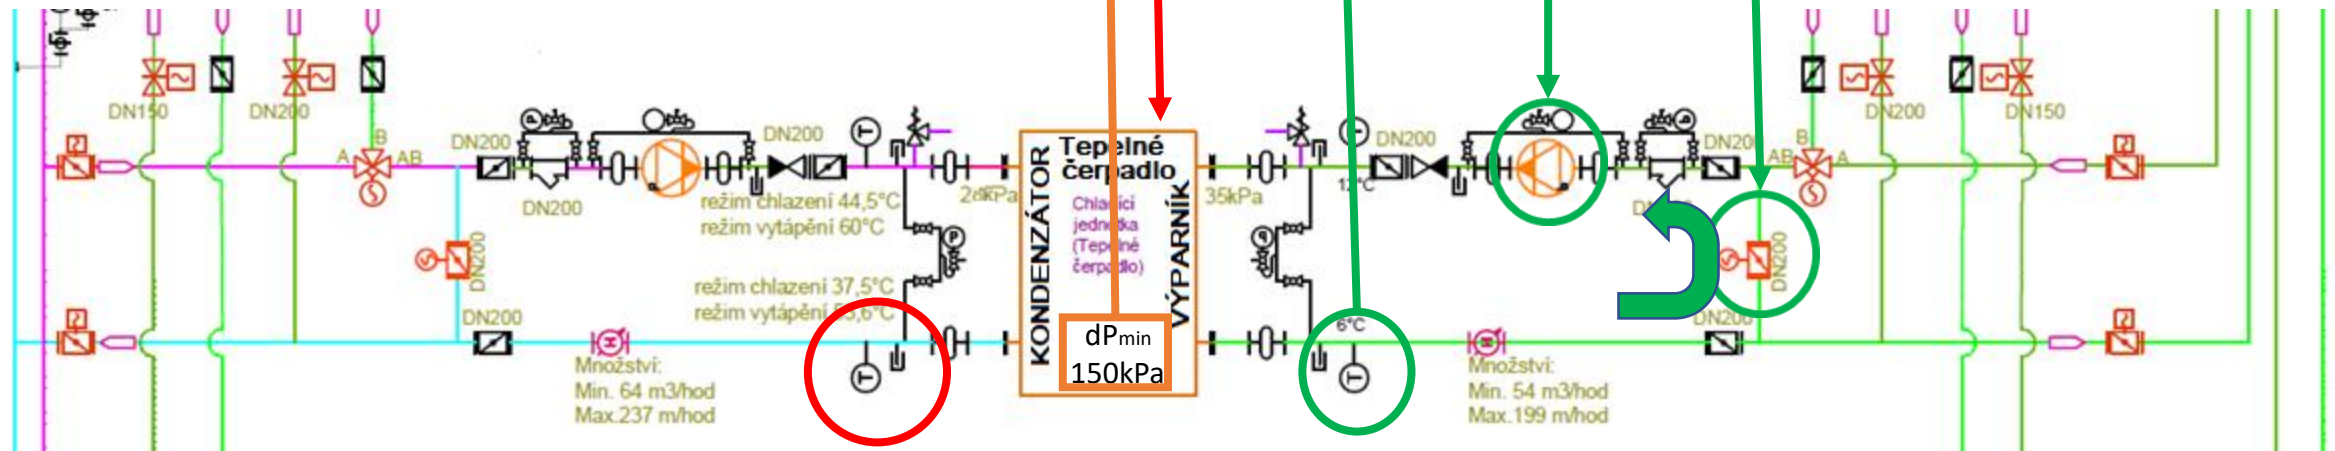 DN150
DN200
DN200
DN150
A
B
AB
DN200
DN200
DN200
B
AB
A
DN200
režim chlazení 44,5°C
režim vytápění 60°C
KONDENZÁTOR
Tepelné
čerpadlo
Chladící
jednotka
(Tepelné
čerpadlo)
VÝPARNÍK
35kPa
12°C
DN200
režim chlazení 37,5°C
režim vytápění
DN200
DN200
DN200
dPmin
150kPa
6°C
Množství:
Min. 64 m3/hod
Max.237 m/hod
Množství:
Min. 54 m3/hod
Max.199 m/hod